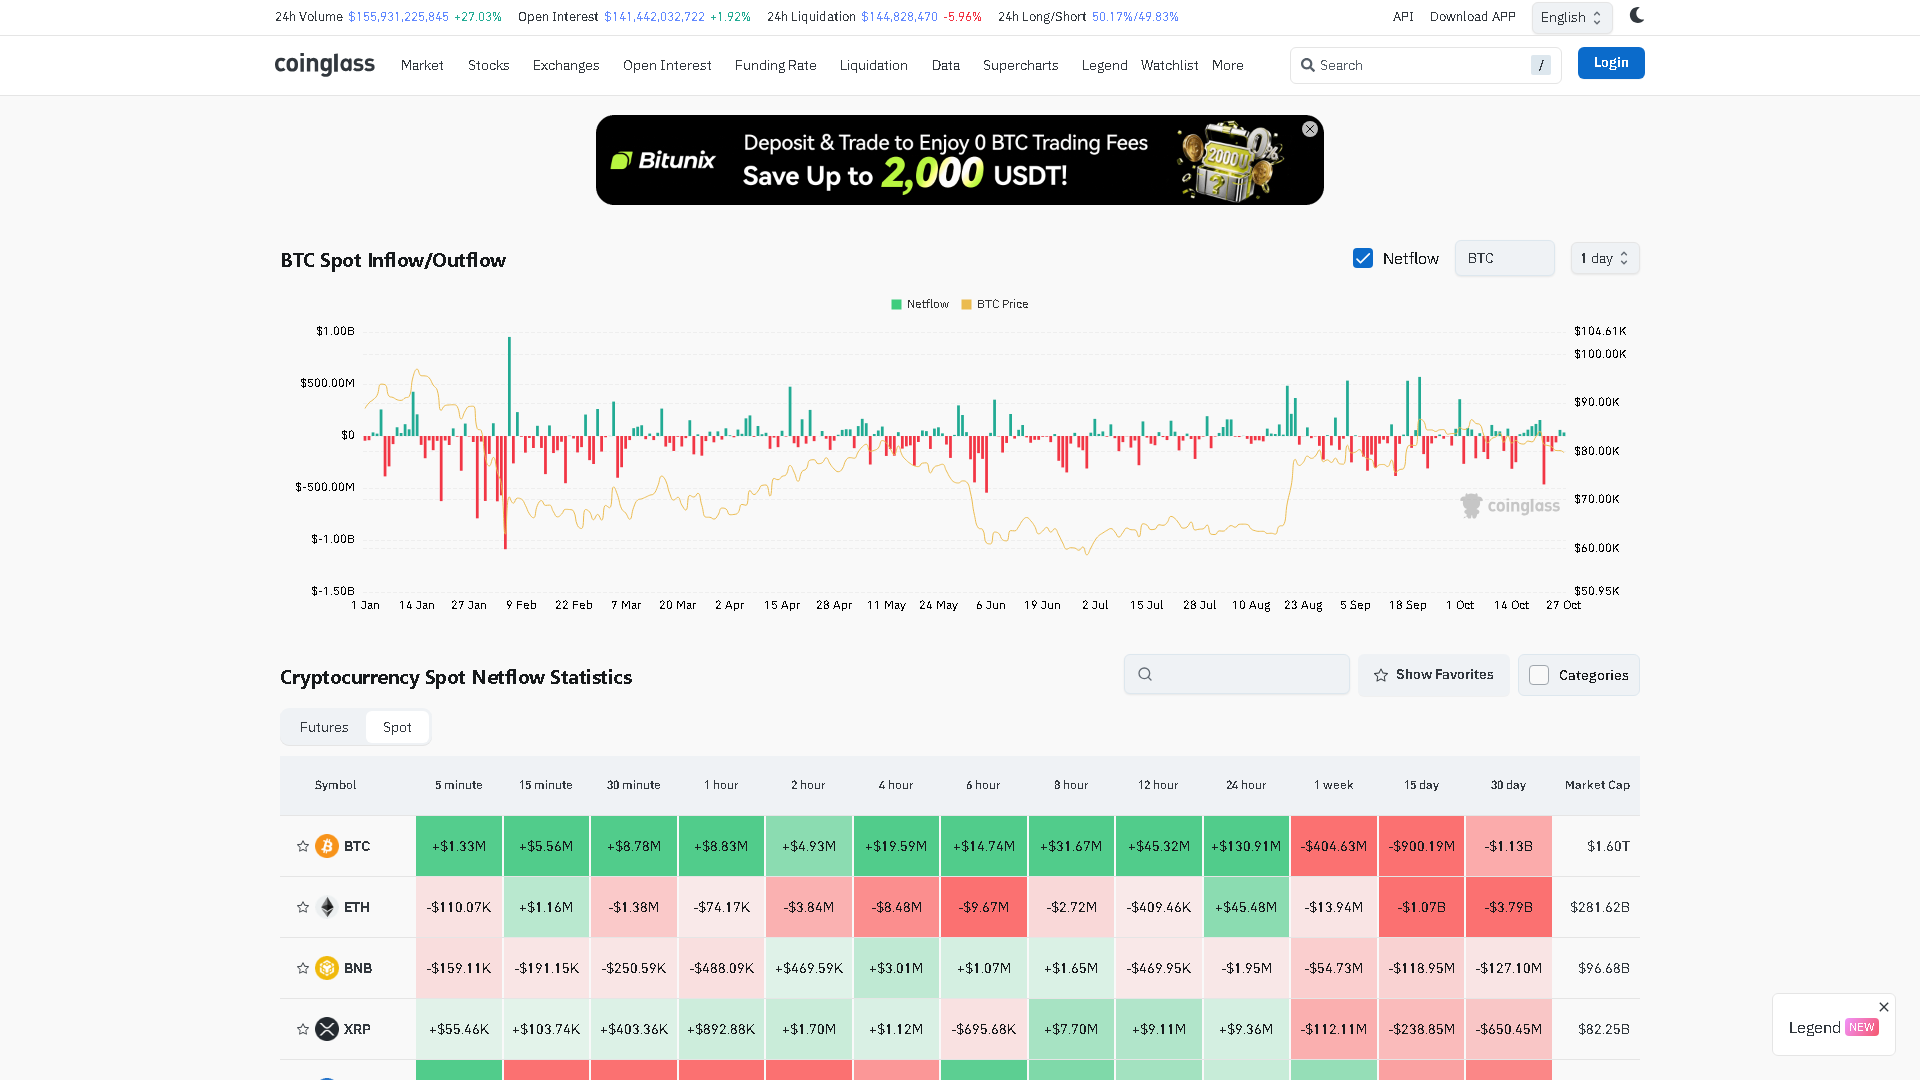 24h Volume $155,931,225,845 +27.03% Open Interest $141,442,032,722 +1.92% 24h Liquidation $144,828,470 -5.96% 24h Long/Short 50.17%/49.83% API Download APP English
coinglass Market Stocks Exchanges Open Interest Funding Rate Liquidation Data Supercharts Legend Watchlist More Search / Login
Bitunix Deposit & Trade to Enjoy 0 BTC Trading Fees
Save Up to 2,000 USDT!
2000U 0%
BTC Spot Inflow/Outflow Netflow BTC 1 day
Netflow BTC Price
$1.00B $104.61K
$100.00K
$500.00M
$90.00K
$0
$80.00K
$-500.00M
$70.00K
coinglass
$-1.00B
$60.00K
$-1.50B $50.95K
1 Jan 14 Jan 27 Jan 9 Feb 22 Feb 7 Mar 20 Mar 2 Apr 15 Apr 28 Apr 11 May 24 May 6 Jun 19 Jun 2 Jul 15 Jul 28 Jul 10 Aug 23 Aug 5 Sep 18 Sep 1 Oct 14 Oct 27 Oct
Cryptocurrency Spot Netflow Statistics Show Favorites Categories
Futures Spot
Symbol 5 minute 15 minute 30 minute 1 hour 2 hour 4 hour 6 hour 8 hour 12 hour 24 hour 1 week 15 day 30 day Market Cap
BTC +$1.33M +$5.56M +$8.78M +$8.83M +$4.93M +$19.59M +$14.74M +$31.67M +$45.32M +$130.91M -$404.63M -$900.19M -$1.13B $1.60T
ETH -$110.07K +$1.16M -$1.38M -$74.17K -$3.84M -$8.48M -$9.67M -$2.72M -$409.46K +$45.48M -$13.94M -$1.07B -$3.79B $281.62B
BNB -$159.11K -$191.15K -$250.59K -$488.09K +$469.59K +$3.01M +$1.07M +$1.65M -$469.95K -$1.95M -$54.73M -$118.95M -$127.10M $96.68B
XRP +$55.46K +$103.74K +$403.36K +$892.88K +$1.70M +$1.12M -$695.68K +$7.70M +$9.11M +$9.36M -$112.11M -$238.85M -$650.45M $82.25B
Legend NEW